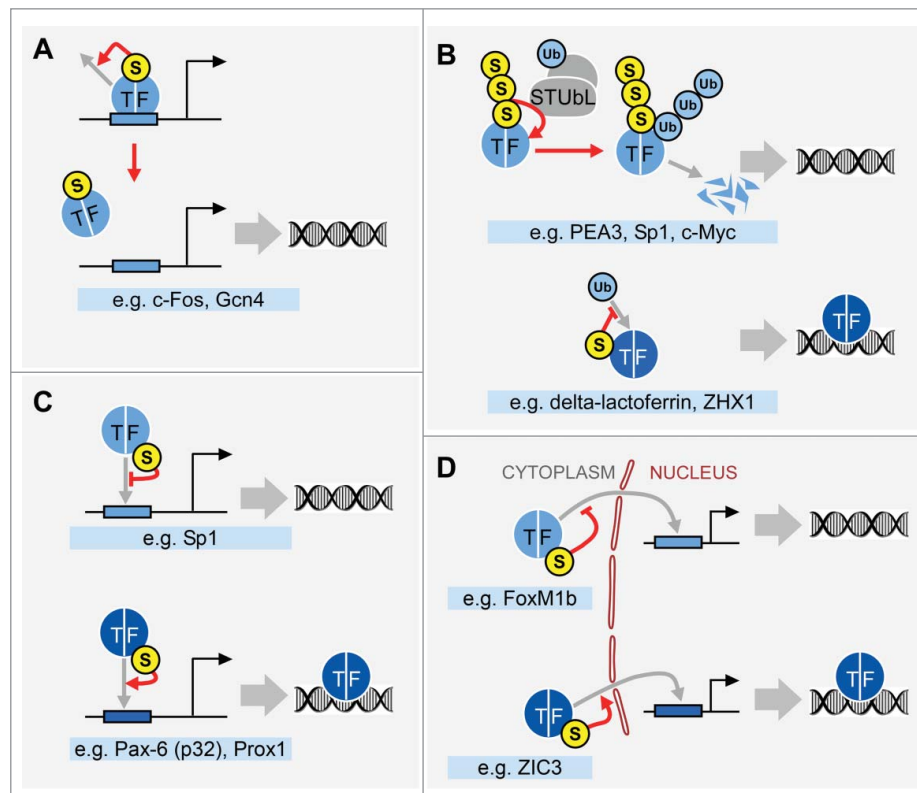 A
S
TF
S
TF
e.g. c-Fos, Gcn4
B
S
S
S
TF
Ub
STUbL
S
S
S
TF
Ub
Ub
Ub
e.g. PEA3, Sp1, c-Myc
Ub
S
TF
TF
e.g. delta-lactoferrin, ZHX1
C
TF
S
e.g. Sp1
TF
S
TF
e.g. Pax-6 (p32), Prox1
D
CYTOPLASM NUCLEUS
TF
S
e.g. FoxM1b
TF
S
TF
e.g. ZIC3